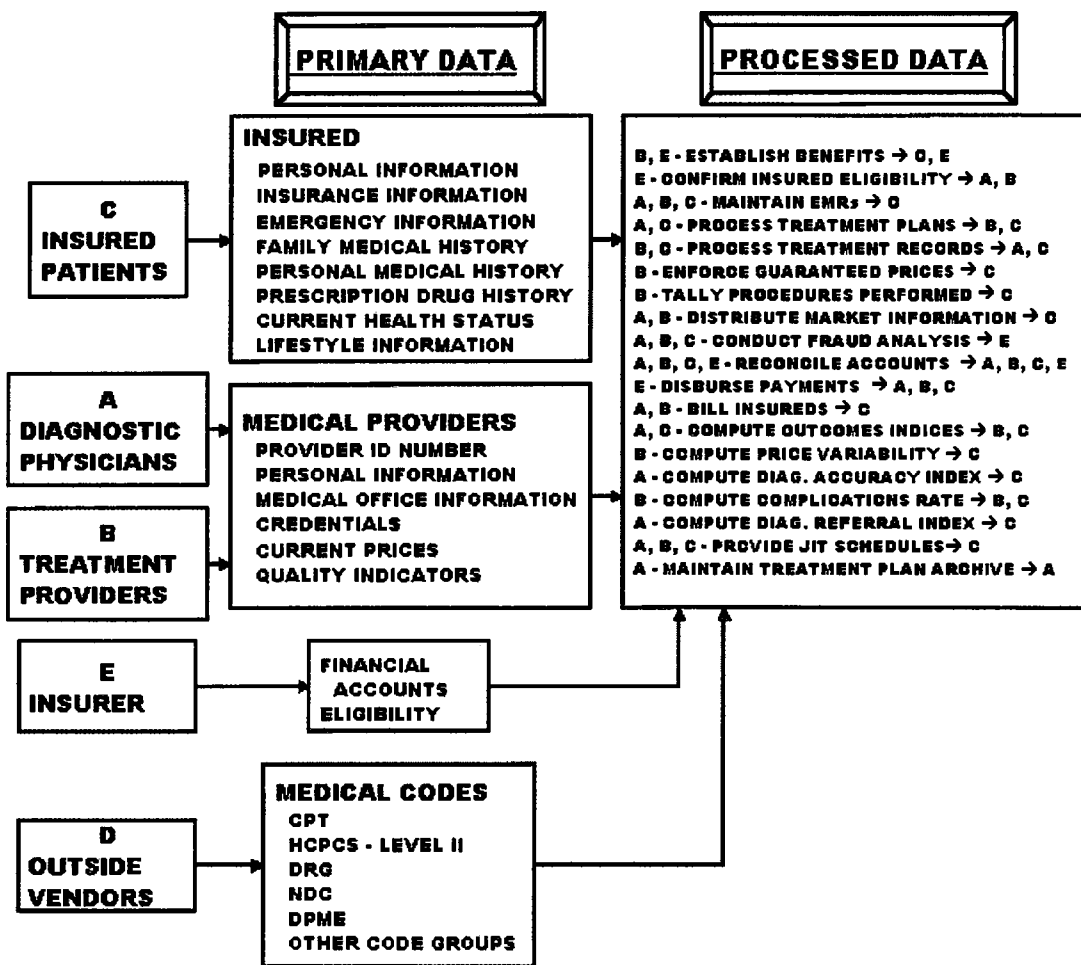 PRIMARY DATA
PROCESSED DATA
C
INSURED
PATIENTS
A
DIAGNOSTIC
PHYSICIANS
B
TREATMENT
PROVIDERS
E
INSURER
D
OUTSIDE
VENDORS
INSURED
PERSONAL INFORMATION
INSURANCE INFORMATION
EMERGENCY INFORMATION
FAMILY MEDICAL HISTORY
PERSONAL MEDICAL HISTORY
PRESCRIPTION DRUG HISTORY
CURRENT HEALTH STATUS
LIFESTYLE INFORMATION
MEDICAL PROVIDERS
PROVIDER ID NUMBER
PERSONAL INFORMATION
MEDICAL OFFICE INFORMATION
CREDENTIALS
CURRENT PRICES
QUALITY INDICATORS
FINANCIAL
ACCOUNTS
ELIGIBILITY
MEDICAL CODES
CPT
HCPCS - LEVEL II
DRG
NDC
DPME
OTHER CODE GROUPS
B, E - ESTABLISH BENEFITS → C, E
E - CONFIRM INSURED ELIGIBILITY → A, B
A, B, C - MAINTAIN EMRs → C
A, C - PROCESS TREATMENT PLANS → B, C
B, C - PROCESS TREATMENT RECORDS → A, C
B - ENFORCE GUARANTEED PRICES → C
B - TALLY PROCEDURES PERFORMED → C
A, B - DISTRIBUTE MARKET INFORMATION → C
A, B, C - CONDUCT FRAUD ANALYSIS → E
A, B, C, E - RECONCILE ACCOUNTS → A, B, C, E
E - DISBURSE PAYMENTS → A, B, C
A, B - BILL INSUREDS → C
A, C - COMPUTE OUTCOMES INDICES → B, C
B - COMPUTE PRICE VARIABILITY → C
A - COMPUTE DIAG. ACCURACY INDEX → C
B - COMPUTE COMPLICATIONS RATE → B, C
A - COMPUTE DIAG. REFERRAL INDEX → C
A, B, C - PROVIDE JIT SCHEDULES → C
A - MAINTAIN TREATMENT PLAN ARCHIVE → A